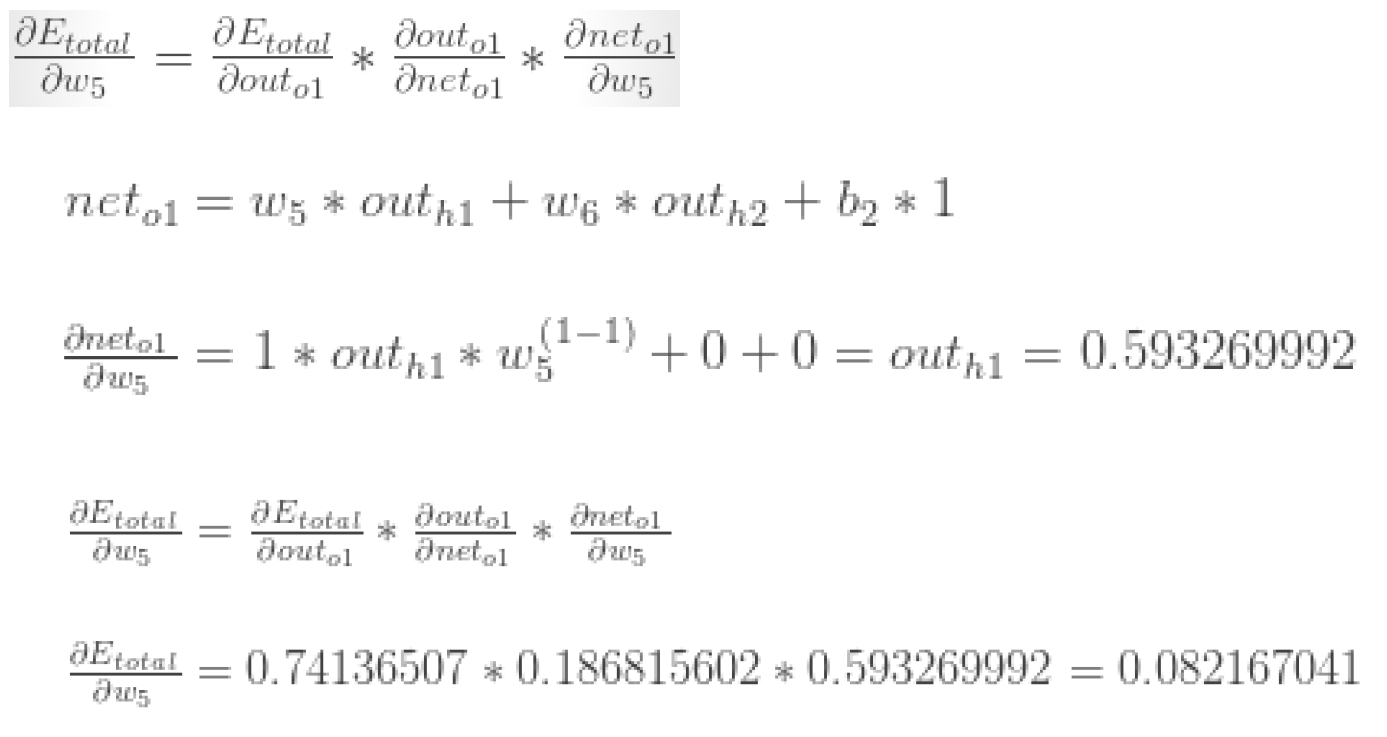 ∂E_total/∂w_5 = ∂E_total/∂out_o1 * ∂out_o1/∂net_o1 * ∂net_o1/∂w_5
net_o1 = w_5 * out_h1 + w_6 * out_h2 + b_2 * 1
∂net_o1/∂w_5 = 1 * out_h1 * w_5^(1−1) + 0 + 0 = out_h1 = 0.593269992
∂E_total/∂w_5 = ∂E_total/∂out_o1 * ∂out_o1/∂net_o1 * ∂net_o1/∂w_5
∂E_total/∂w_5 = 0.74136507 * 0.186815602 * 0.593269992 = 0.082167041